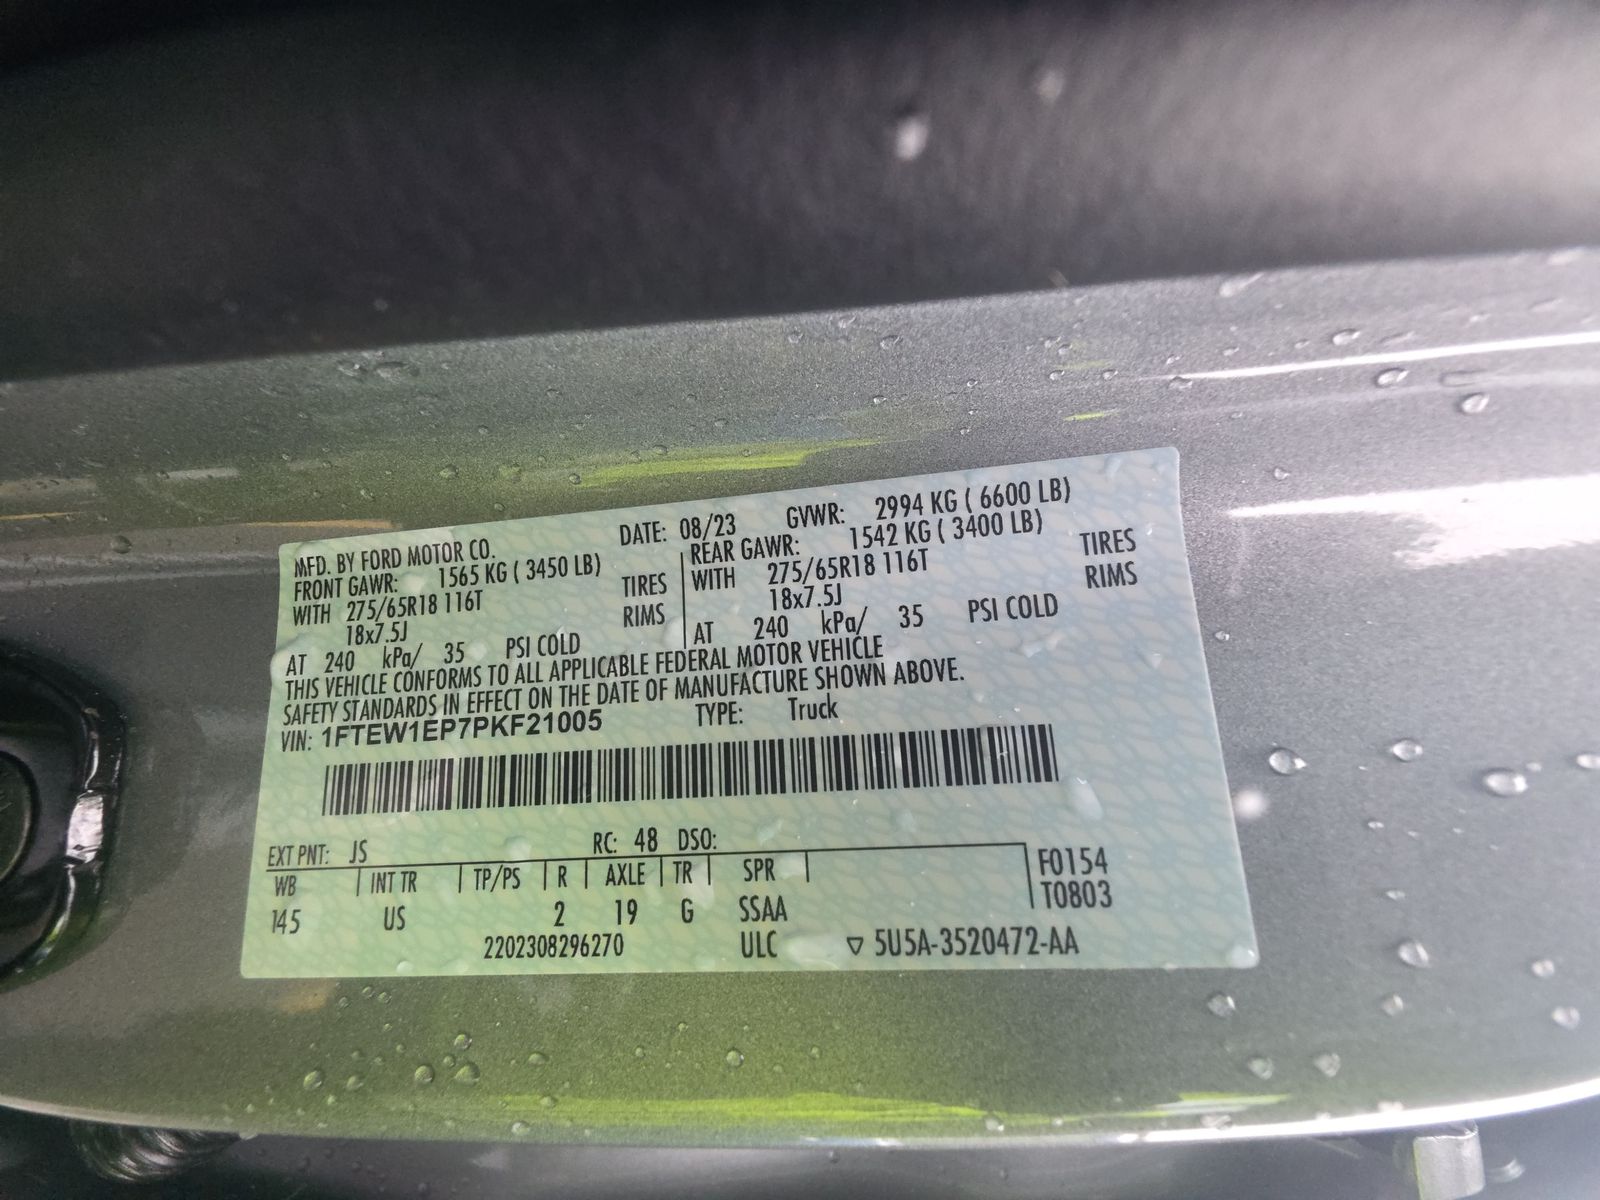 MFD. BY FORD MOTOR CO. DATE: 08/23 GVWR: 2994 KG ( 6600 LB)
FRONT GAWR: 1565 KG ( 3450 LB) REAR GAWR: 1542 KG ( 3400 LB)
WITH 275/65R18 116T TIRES WITH 275/65R18 116T TIRES
18x7.5J RIMS 18x7.5J RIMS
AT 240 kPa/ 35 PSI COLD AT 240 kPa/ 35 PSI COLD
THIS VEHICLE CONFORMS TO ALL APPLICABLE FEDERAL MOTOR VEHICLE
SAFETY STANDARDS IN EFFECT ON THE DATE OF MANUFACTURE SHOWN ABOVE.
VIN: 1FTEW1EP7PKF21005 TYPE: Truck
EXT PNT: JS RC: 48 DSO:
WB INT TR TP/PS R AXLE TR SPR F0154
145 US 2 19 G SSAA T0803
2202308296270 ULC ▽ 5U5A-3520472-AA